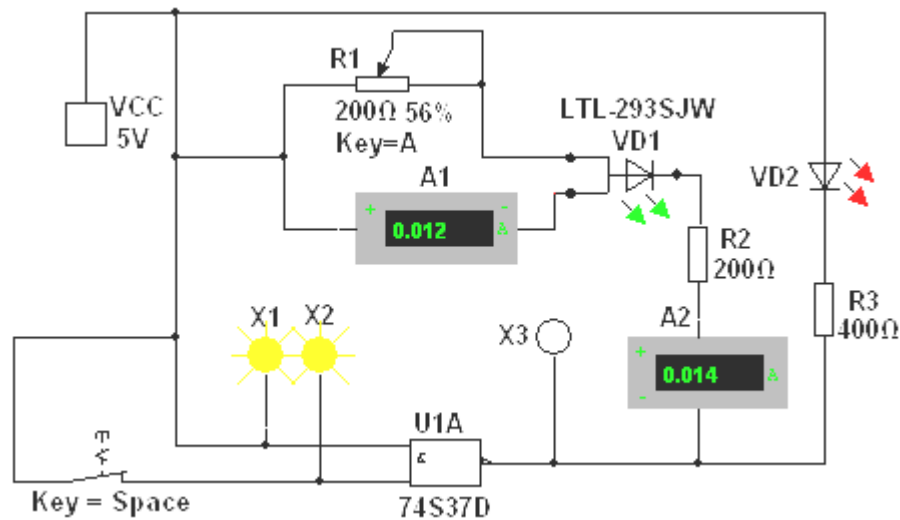 R1
VCC
5V
200Ω 56%
Key=A
LTL-293SJW
VD1
A1
+
-
0.012
A
VD2
R2
200Ω
R3
400Ω
X1
X2
X3
A2
+
-
0.014
A
U1A
&
74S37D
Key = Space